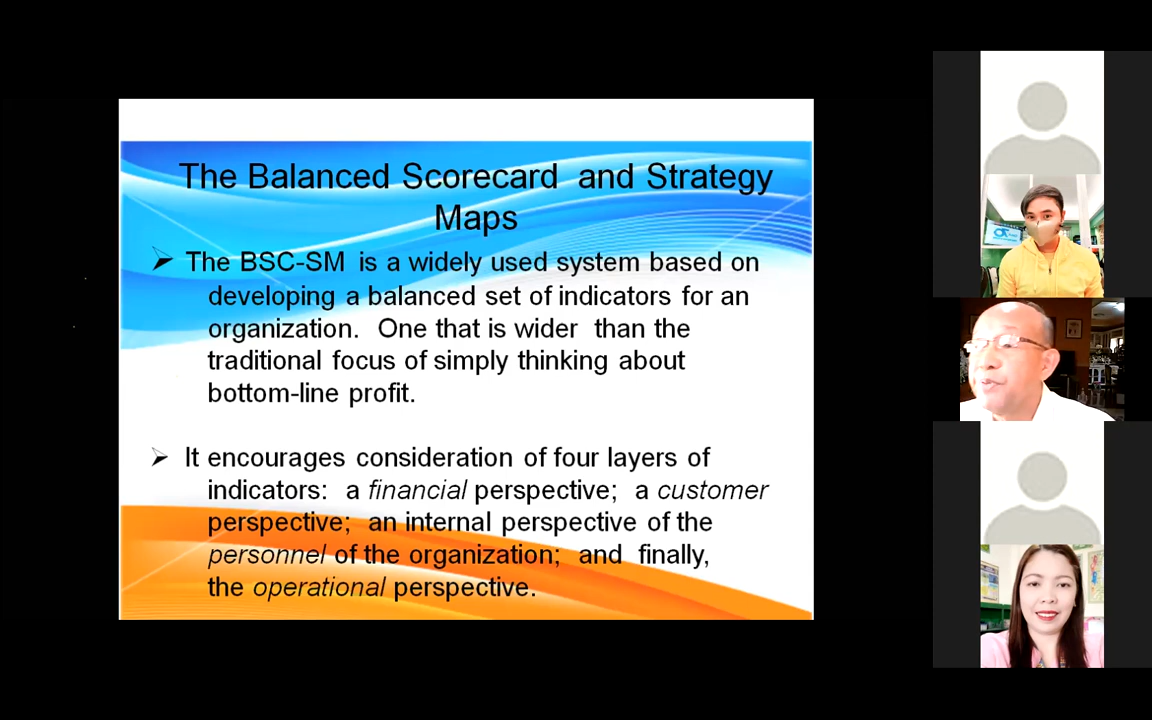 The Balanced Scorecard and Strategy
Maps
➢ The BSC-SM is a widely used system based on
developing a balanced set of indicators for an
organization. One that is wider than the
traditional focus of simply thinking about
bottom-line profit.
➢ It encourages consideration of four layers of
indicators: a financial perspective; a customer
perspective; an internal perspective of the
personnel of the organization; and finally,
the operational perspective.